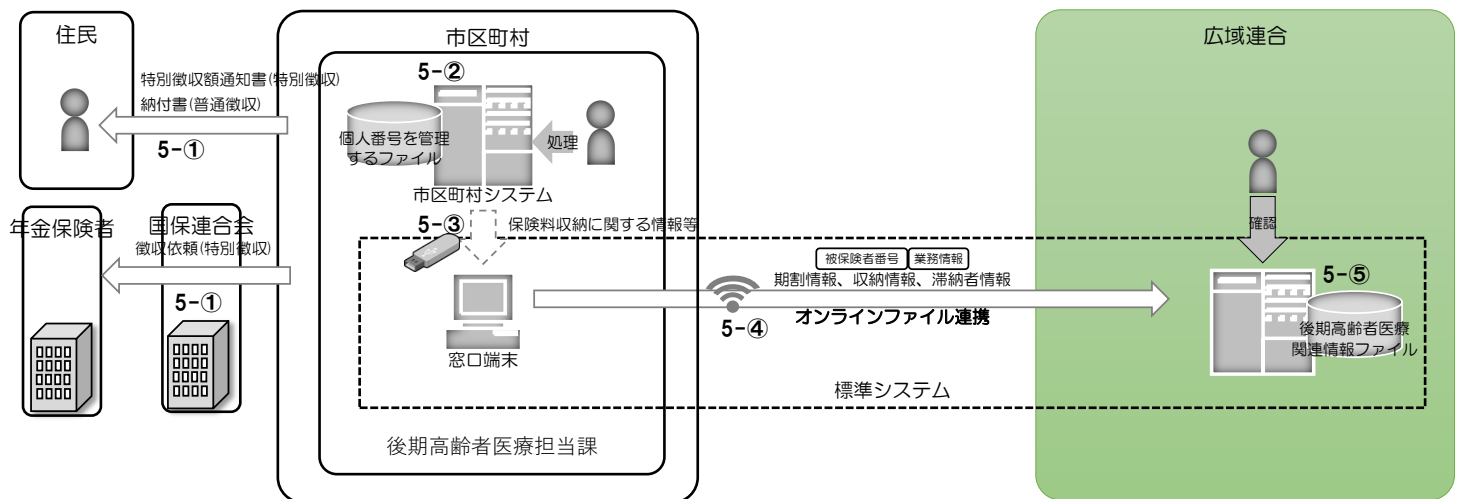 住民
特別徴収額通知書(特別徴収)
納付書(普通徴収)
5-①
年金保険者
国保連合会
徴収依頼(特別徴収)
5-①
市区町村
5-②
個人番号を管理
するファイル
処理
市区町村システム
5-③
保険料収納に関する情報等
窓口端末
後期高齢者医療担当課
被保険者番号 業務情報
期割情報、収納情報、滞納者情報
5-④
オンラインファイル連携
標準システム
広域連合
確認
5-⑤
後期高齢者医療
関連情報ファイル